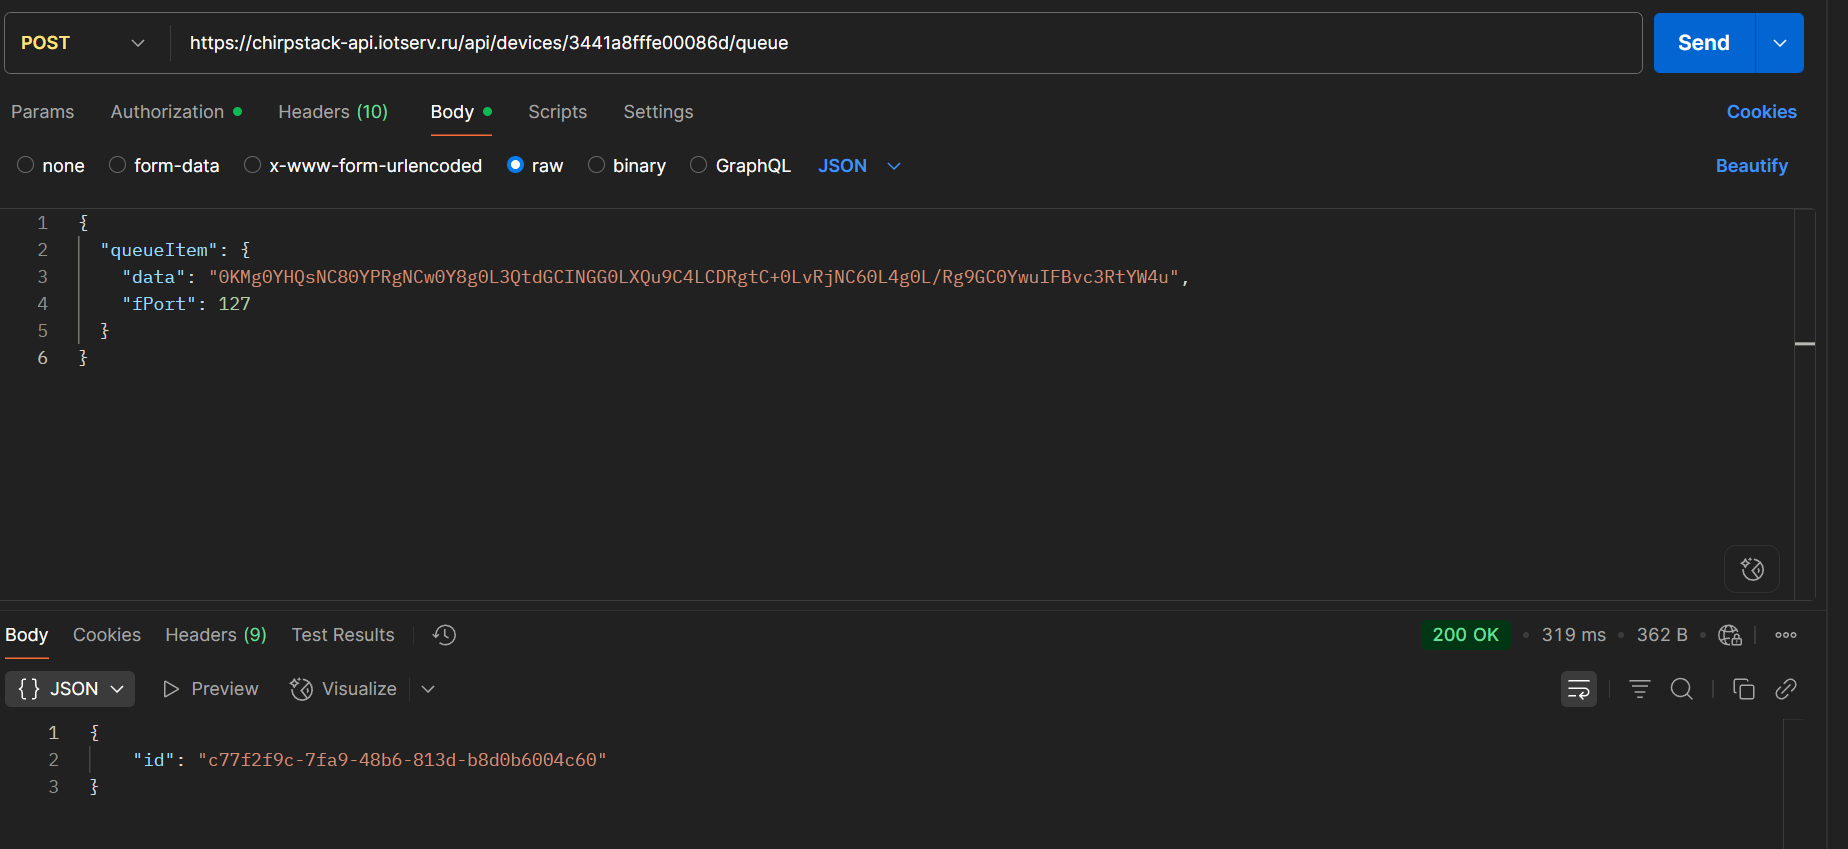 POST https://chirpstack-api.iotserv.ru/api/devices/3441a8fffe00086d/queue Send
Params Authorization Headers (10) Body Scripts Settings Cookies
none form-data x-www-form-urlencoded raw binary GraphQL JSON Beautify
1 {
2 "queueItem": {
3 "data": "0KMg0YHQsNC80YPRgNCw0Y8g0L3QtdGCINGG0LXQu9C4LCDRgtC+0LvRjNC60L4g0L/Rg9GC0YwuIFBvc3RtYW4u",
4 "fPort": 127
5 }
6 }
Body Cookies Headers (9) Test Results 200 OK • 319 ms • 362 B
{} JSON Preview Visualize
1 {
2 "id": "c77f2f9c-7fa9-48b6-813d-b8d0b6004c60"
3 }